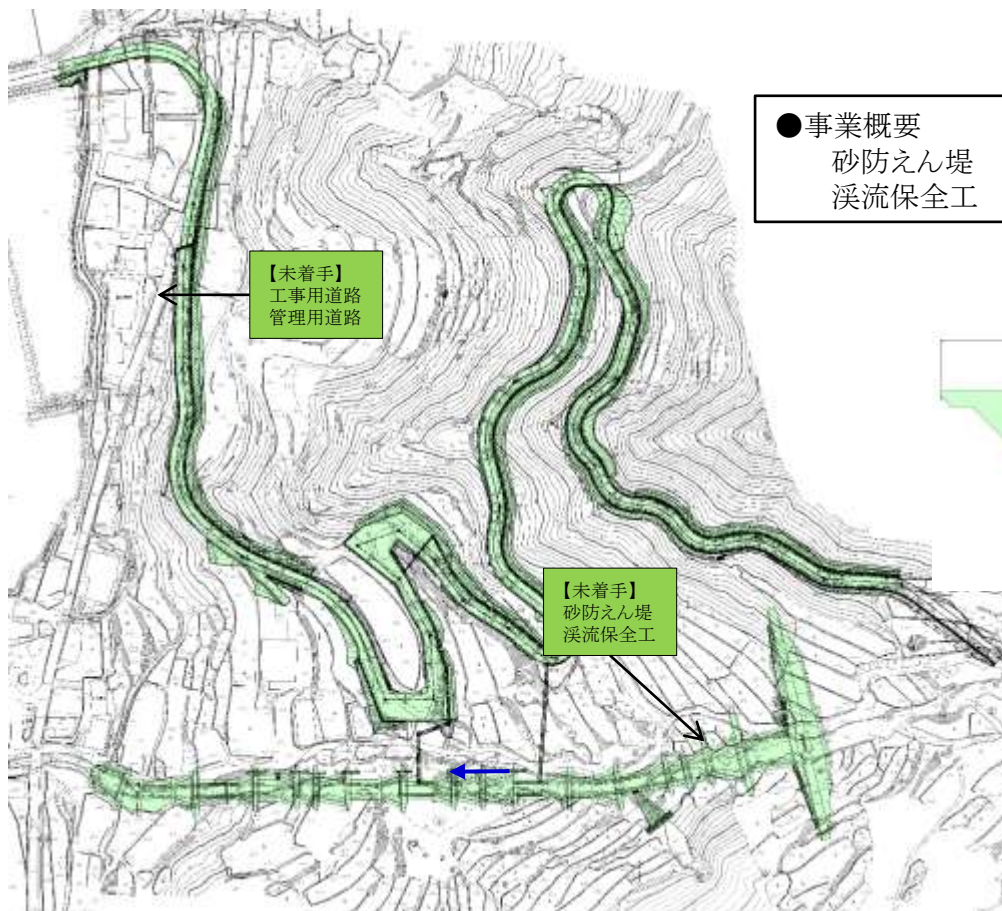 ●事業概要
砂防えん堤
渓流保全工
【未着手】
工事用道路
管理用道路
【未着手】
砂防えん堤
渓流保全工